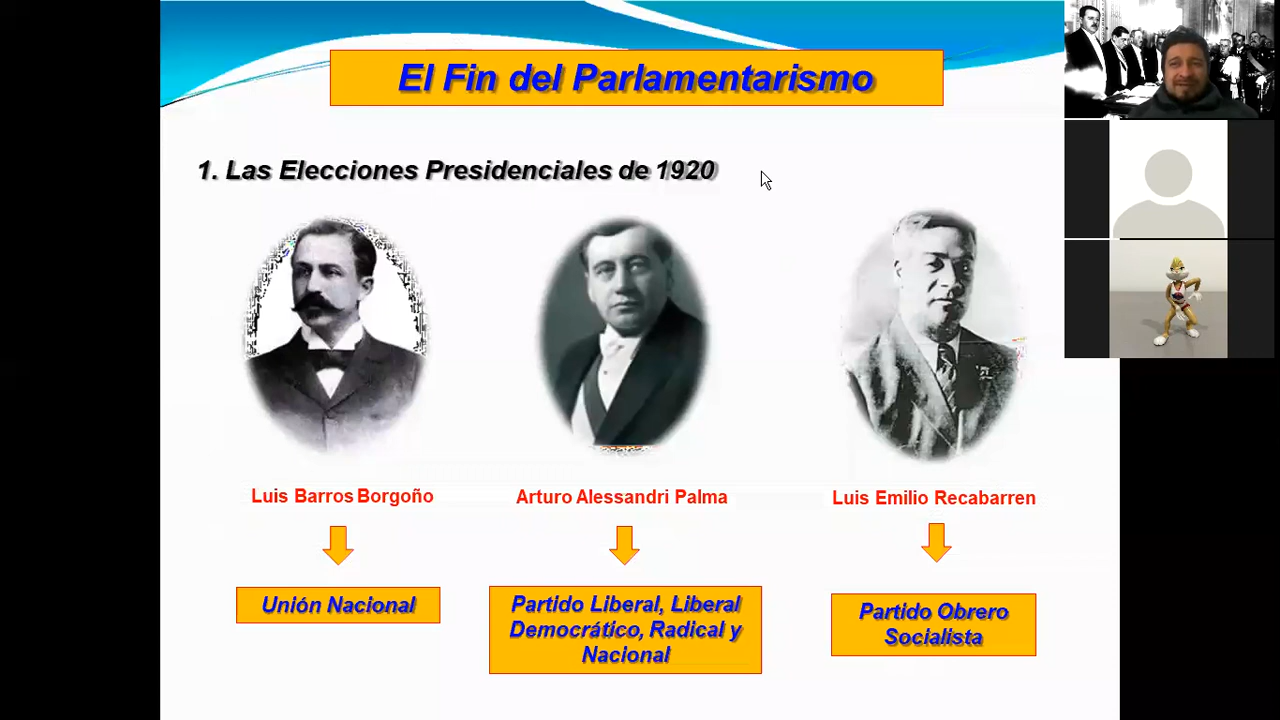 El Fin del Parlamentarismo
1. Las Elecciones Presidenciales de 1920
Luis Barros Borgoño
Arturo Alessandri Palma
Luis Emilio Recabarren
Unión Nacional
Partido Liberal, Liberal
Democrático, Radical y
Nacional
Partido Obrero
Socialista